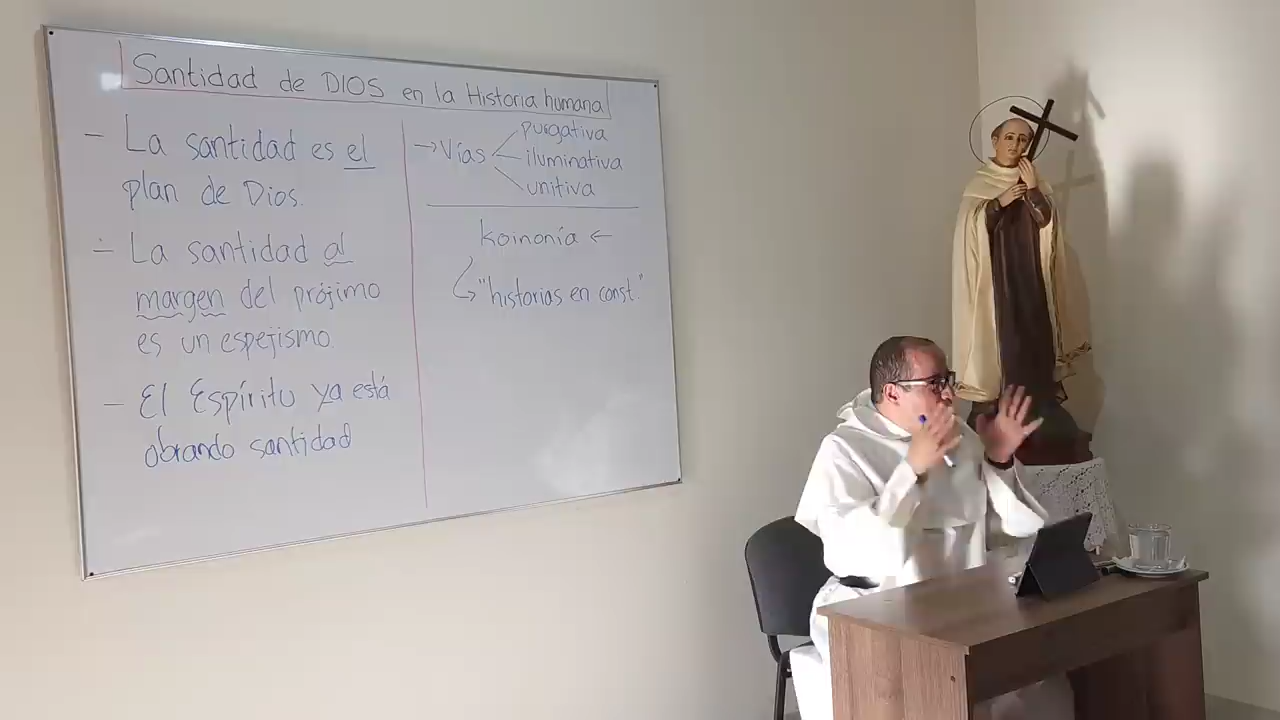 Santidad de DIOS en la Historia humana
- La santidad es el
plan de Dios.
- La santidad al
margen del prójimo
es un espejismo.
- El Espíritu ya está
obrando santidad
→ Vías
purgativa
iluminativa
unitiva
Koinonía ←
"historias en const."